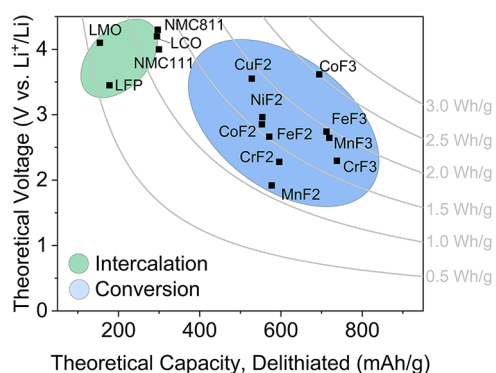 Theoretical Voltage (V vs. Li⁺/Li)
4
3
2
1
0
LMO
NMC811
LCO
NMC111
LFP
CuF2
CoF3
NiF2
CoF2
FeF2
FeF3
MnF3
CrF2
CrF3
MnF2
3.0 Wh/g
2.5 Wh/g
2.0 Wh/g
1.5 Wh/g
1.0 Wh/g
0.5 Wh/g
Intercalation
Conversion
200 400 600 800
Theoretical Capacity, Delithiated (mAh/g)